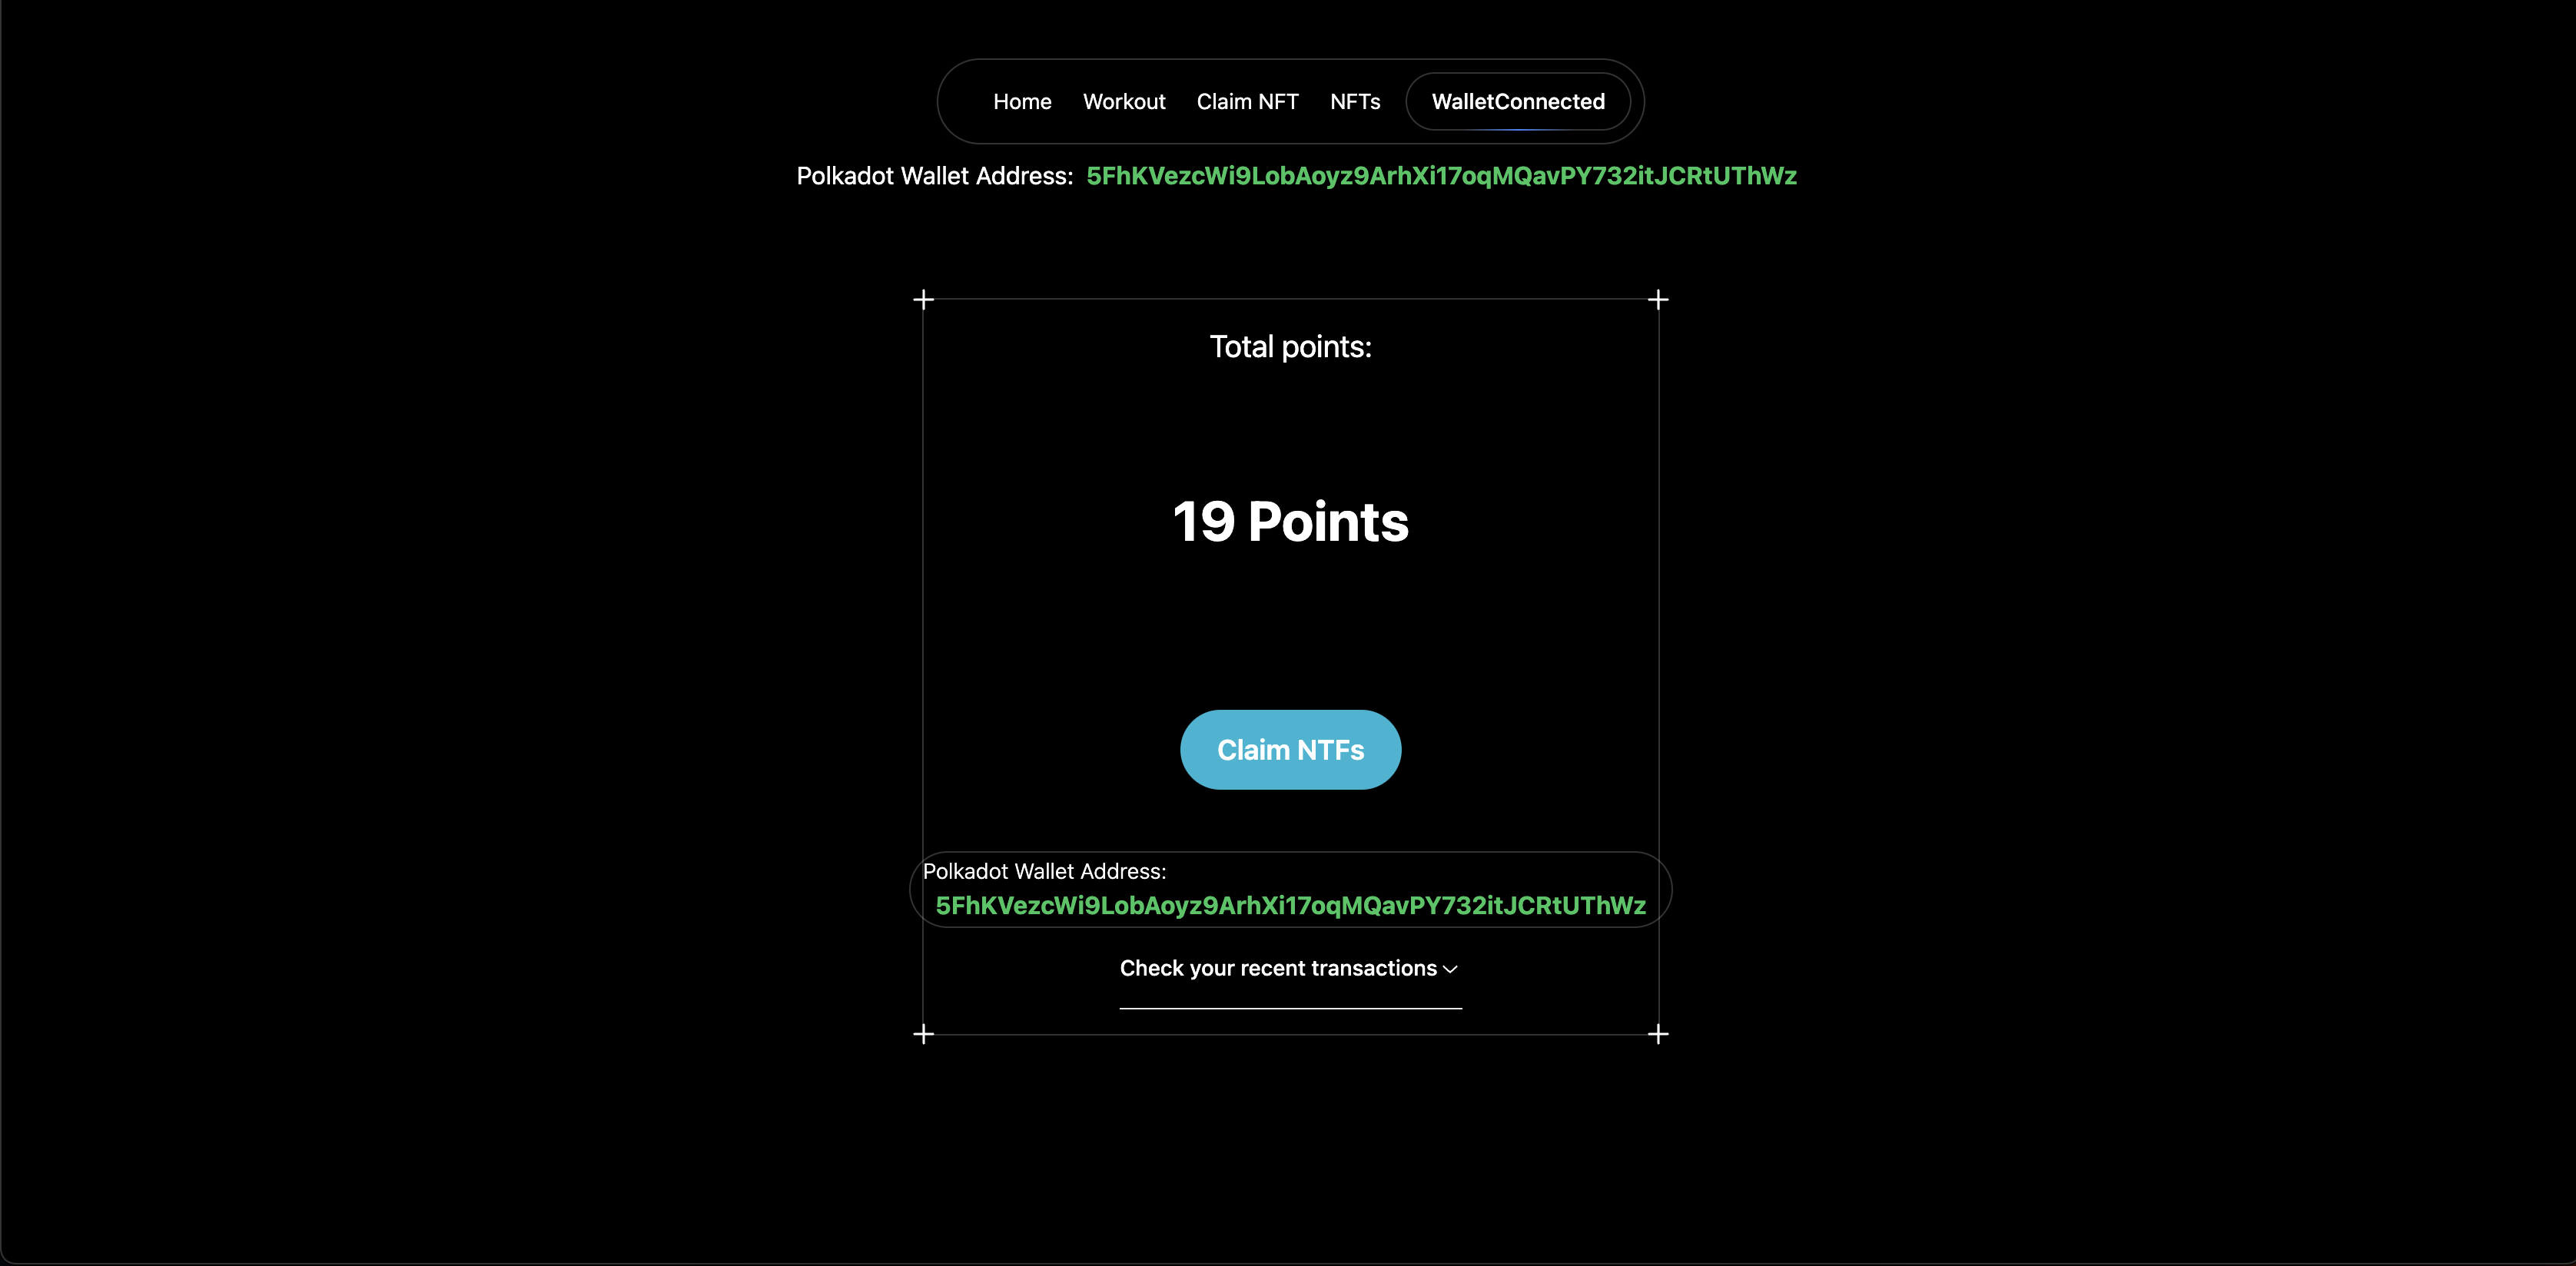 Home Workout Claim NFT NFTs WalletConnected
Polkadot Wallet Address: 5FhKVezcWi9LobAoyz9ArhXi17oqMQavPY732itJCRtUThWz
Total points:
19 Points
Claim NTFs
Polkadot Wallet Address:
5FhKVezcWi9LobAoyz9ArhXi17oqMQavPY732itJCRtUThWz
Check your recent transactions